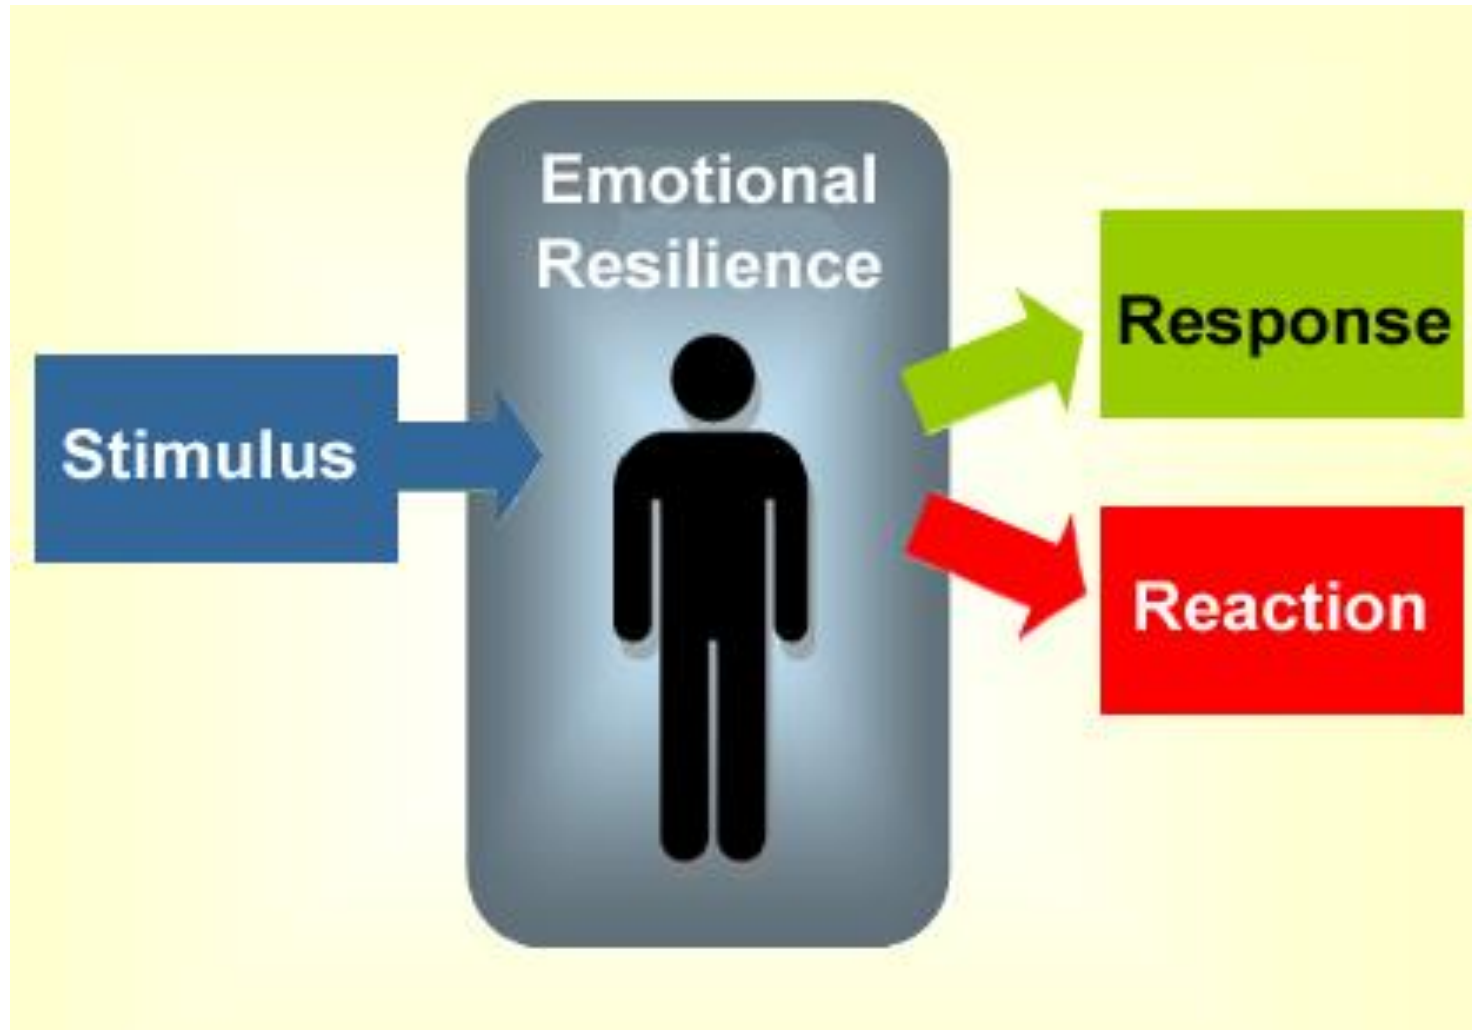 Emotional
Resilience
Stimulus
Response
Reaction